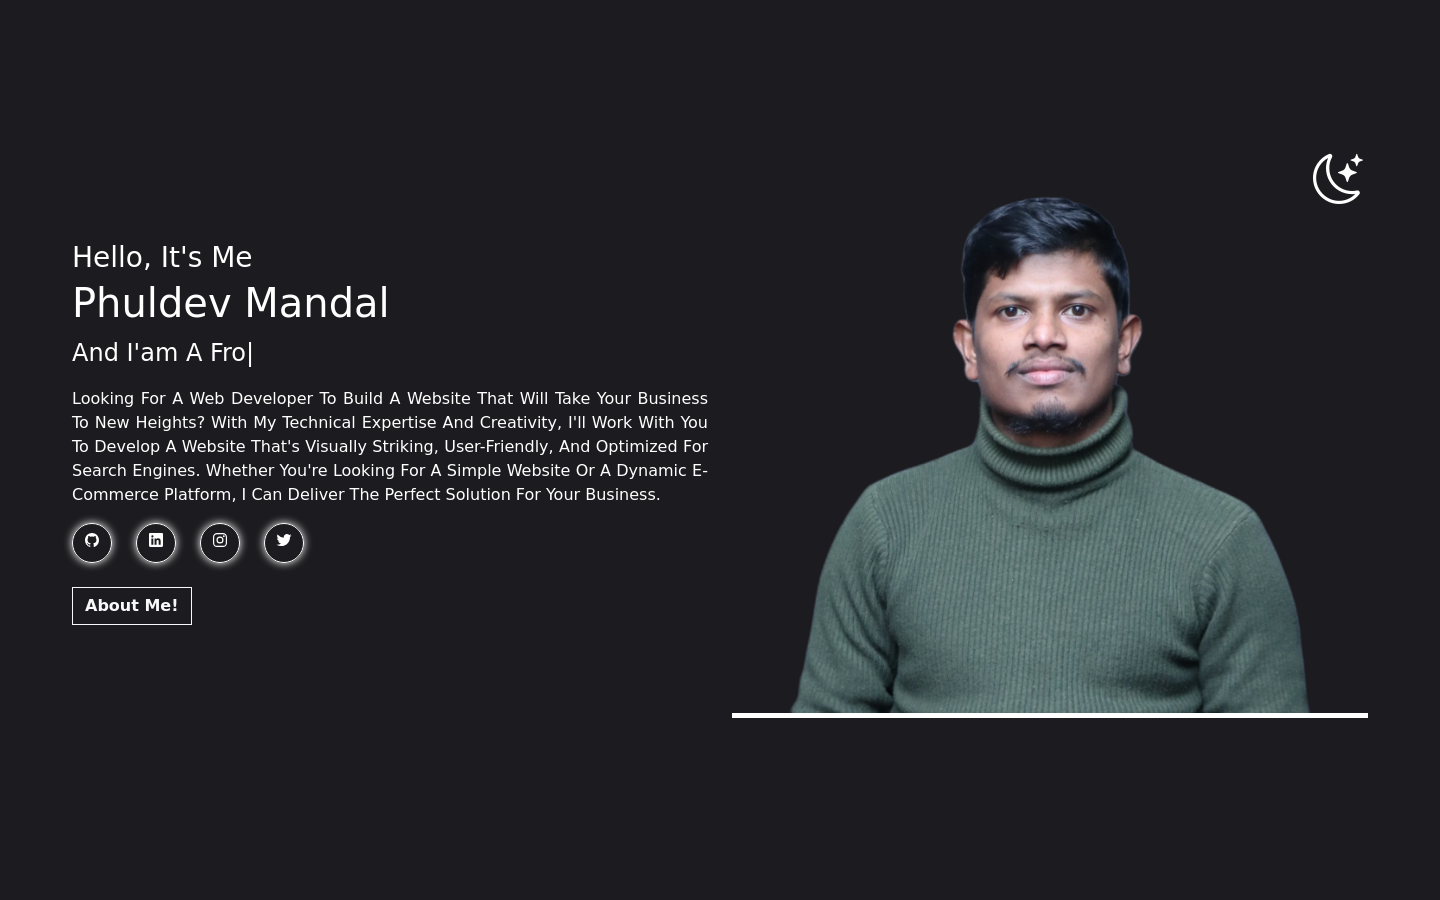 Hello, It's Me
Phuldev Mandal
And I'am A Fro|
Looking For A Web Developer To Build A Website That Will Take Your Business
To New Heights? With My Technical Expertise And Creativity, I'll Work With You
To Develop A Website That's Visually Striking, User-Friendly, And Optimized For
Search Engines. Whether You're Looking For A Simple Website Or A Dynamic E-
Commerce Platform, I Can Deliver The Perfect Solution For Your Business.
About Me!